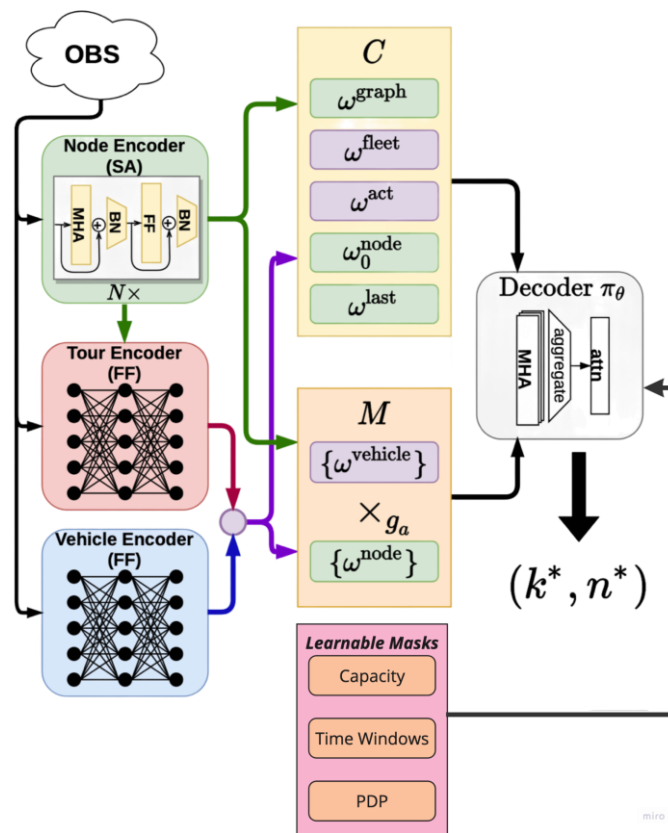 OBS
Node Encoder
(SA)
MHA
+
BN
FF
+
BN
N×
Tour Encoder
(FF)
Vehicle Encoder
(FF)
C
ω^graph
ω^fleet
ω^act
ω_0^node
ω^last
M
{ω^vehicle}
×_{g_a}
{ω^node}
Learnable Masks
Capacity
Time Windows
PDP
Decoder π_θ
MHA
aggregate
attn
(k*, n*)
miro